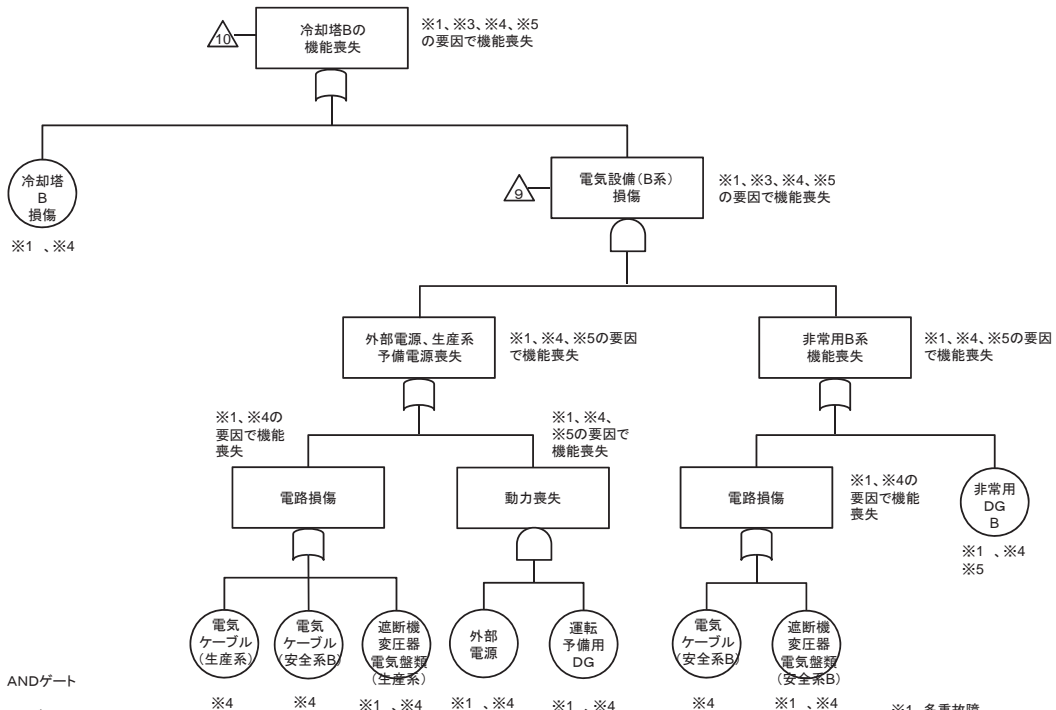 10
冷却塔Bの
機能喪失
※1、※3、※4、※5
の要因で機能喪失
冷却塔
B
損傷
※1 、※4
9
電気設備(B系)
損傷
※1、※3、※4、※5
の要因で機能喪失
外部電源、生産系
予備電源喪失
※1、※4、※5の要因
で機能喪失
非常用B系
機能喪失
※1、※4、※5の要因
で機能喪失
※1、※4の
要因で機能
喪失
電路損傷
※1、※4、
※5の要因で
機能喪失
動力喪失
電路損傷
※1、※4の
要因で機能
喪失
非常用
DG
B
※1 、※4
※5
電気
ケーブル
(生産系)
※4
電気
ケーブル
(安全系B)
※4
遮断機
変圧器
電気盤類
(生産系)
※1 、※4
外部
電源
※1 、※4
運転
予備用
DG
※1 、※4
電気
ケーブル
(安全系B)
※4
遮断機
変圧器
電気盤類
(安全系B)
※1 、※4
ANDゲート
※1 多重故障